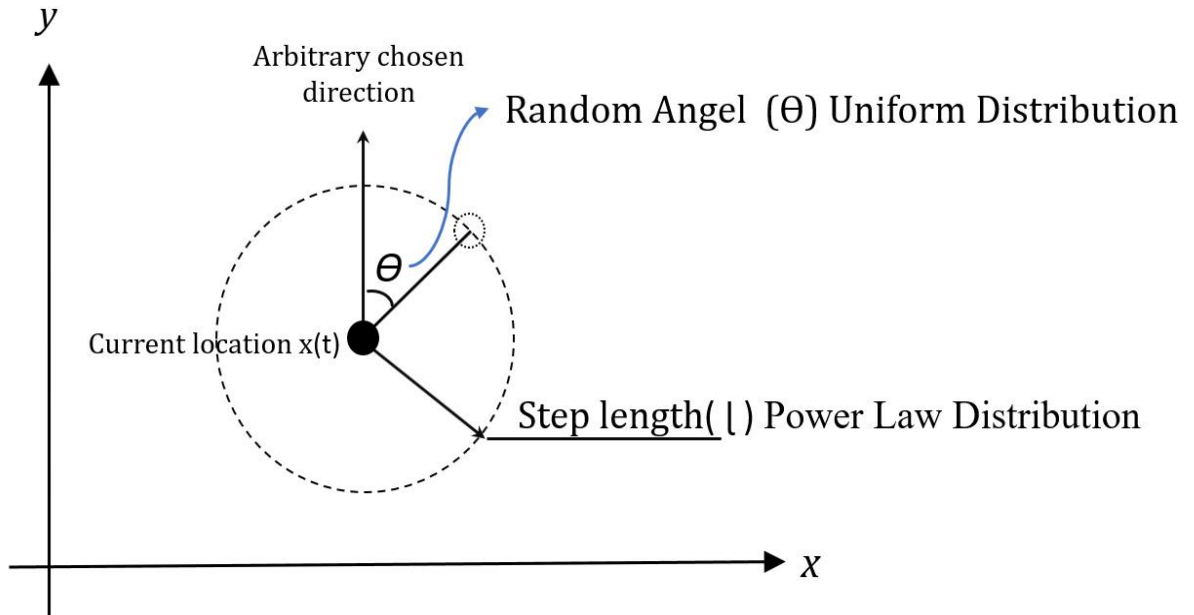 y
Arbitrary chosen
direction
Random Angel (Θ) Uniform Distribution
Θ
Current location x(t)
Step length( ⌊ ) Power Law Distribution
x